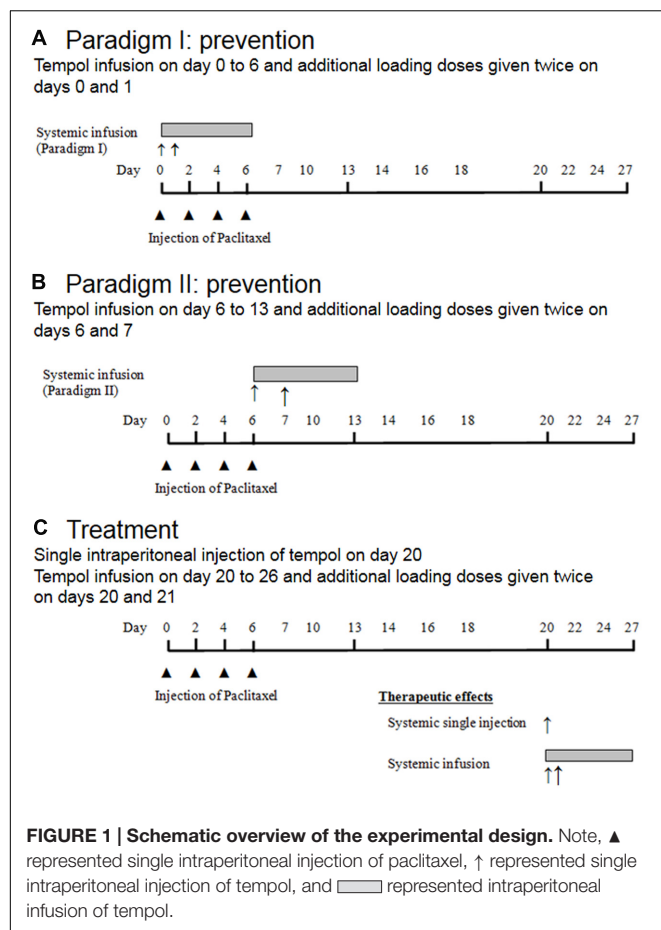 A Paradigm I: prevention
Tempol infusion on day 0 to 6 and additional loading doses given twice on
days 0 and 1
Systemic infusion
(Paradigm I)
↑ ↑
Day 0 2 4 6 7 10 13 14 16 18 20 22 24 27
▲ ▲ ▲ ▲
Injection of Paclitaxel
B Paradigm II: prevention
Tempol infusion on day 6 to 13 and additional loading doses given twice on
days 6 and 7
Systemic infusion
(Paradigm II)
↑ ↑
Day 0 2 4 6 7 10 13 14 16 18 20 22 24 27
▲ ▲ ▲ ▲
Injection of Paclitaxel
C Treatment
Single intraperitoneal injection of tempol on day 20
Tempol infusion on day 20 to 26 and additional loading doses given twice
on days 20 and 21
Day 0 2 4 6 7 10 13 14 16 18 20 22 24 27
▲ ▲ ▲ ▲
Injection of Paclitaxel
Therapeutic effects
Systemic single injection ↑
Systemic infusion
↑↑
FIGURE 1 | Schematic overview of the experimental design. Note, ▲
represented single intraperitoneal injection of paclitaxel, ↑ represented single
intraperitoneal injection of tempol, and represented intraperitoneal
infusion of tempol.